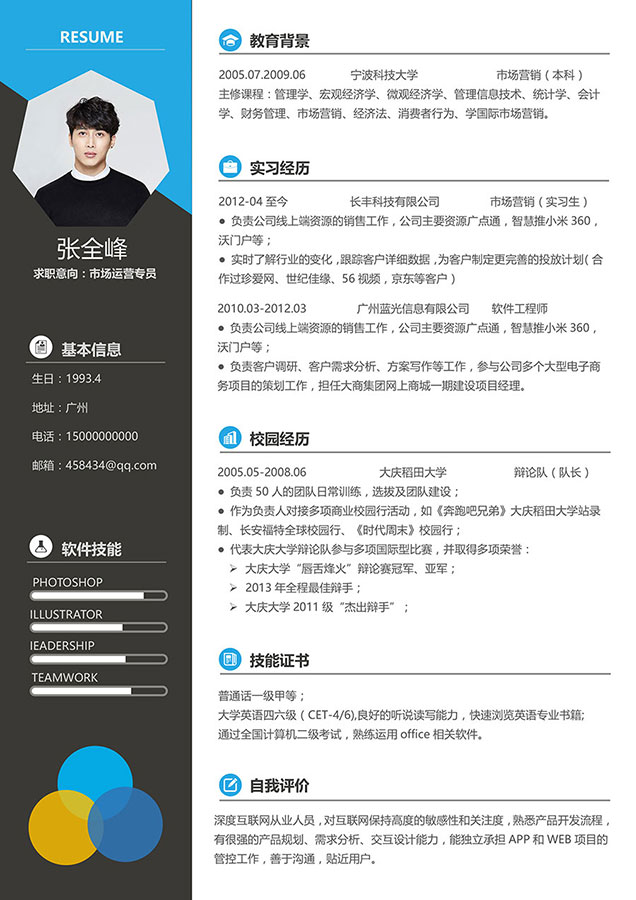 RESUME
张全峰
求职意向：市场运营专员
基本信息
生日：1993.4
地址：广州
电话：15000000000
邮箱：458434@qq.com
软件技能
PHOTOSHOP
ILLUSTRATOR
lEADERSHIP
TEAMWORK
教育背景
2005.07.2009.06 宁波科技大学 市场营销（本科）
主修课程：管理学、宏观经济学、微观经济学、管理信息技术、统计学、会计
学、财务管理、市场营销、经济法、消费者行为、学国际市场营销。
实习经历
2012-04 至今 长丰科技有限公司 市场营销（实习生）
● 负责公司线上端资源的销售工作，公司主要资源广点通，智慧推小米 360，
沃门户等；
● 实时了解行业的变化，跟踪客户详细数据，为客户制定更完善的投放计划（合
作过珍爱网、世纪佳缘、56 视频，京东等客户）
2010.03-2012.03 广州蓝光信息有限公司 软件工程师
● 负责公司线上端资源的销售工作，公司主要资源广点通，智慧推小米 360，
沃门户等；
● 负责客户调研、客户需求分析、方案写作等工作，参与公司多个大型电子商
务项目的策划工作，担任大商集团网上商城一期建设项目经理。
校园经历
2005.05-2008.06 大庆稻田大学 辩论队（队长）
● 负责 50 人的团队日常训练，选拔及团队建设；
● 作为负责人对接多项商业校园行活动，如《奔跑吧兄弟》大庆稻田大学站录
制、长安福特全球校园行、《时代周末》校园行；
● 代表大庆大学辩论队参与多项国际型比赛，并取得多项荣誉：
➢ 大庆大学“唇舌烽火”辩论赛冠军、亚军；
➢ 2013 年全程最佳辩手；
➢ 大庆大学 2011 级“杰出辩手”；
技能证书
普通话一级甲等；
大学英语四六级（CET-4/6),良好的听说读写能力，快速浏览英语专业书籍;
通过全国计算机二级考试，熟练运用 office 相关软件。
自我评价
深度互联网从业人员，对互联网保持高度的敏感性和关注度，熟悉产品开发流程，
有很强的产品规划、需求分析、交互设计能力，能独立承担 APP 和 WEB 项目的
管控工作，善于沟通，贴近用户。